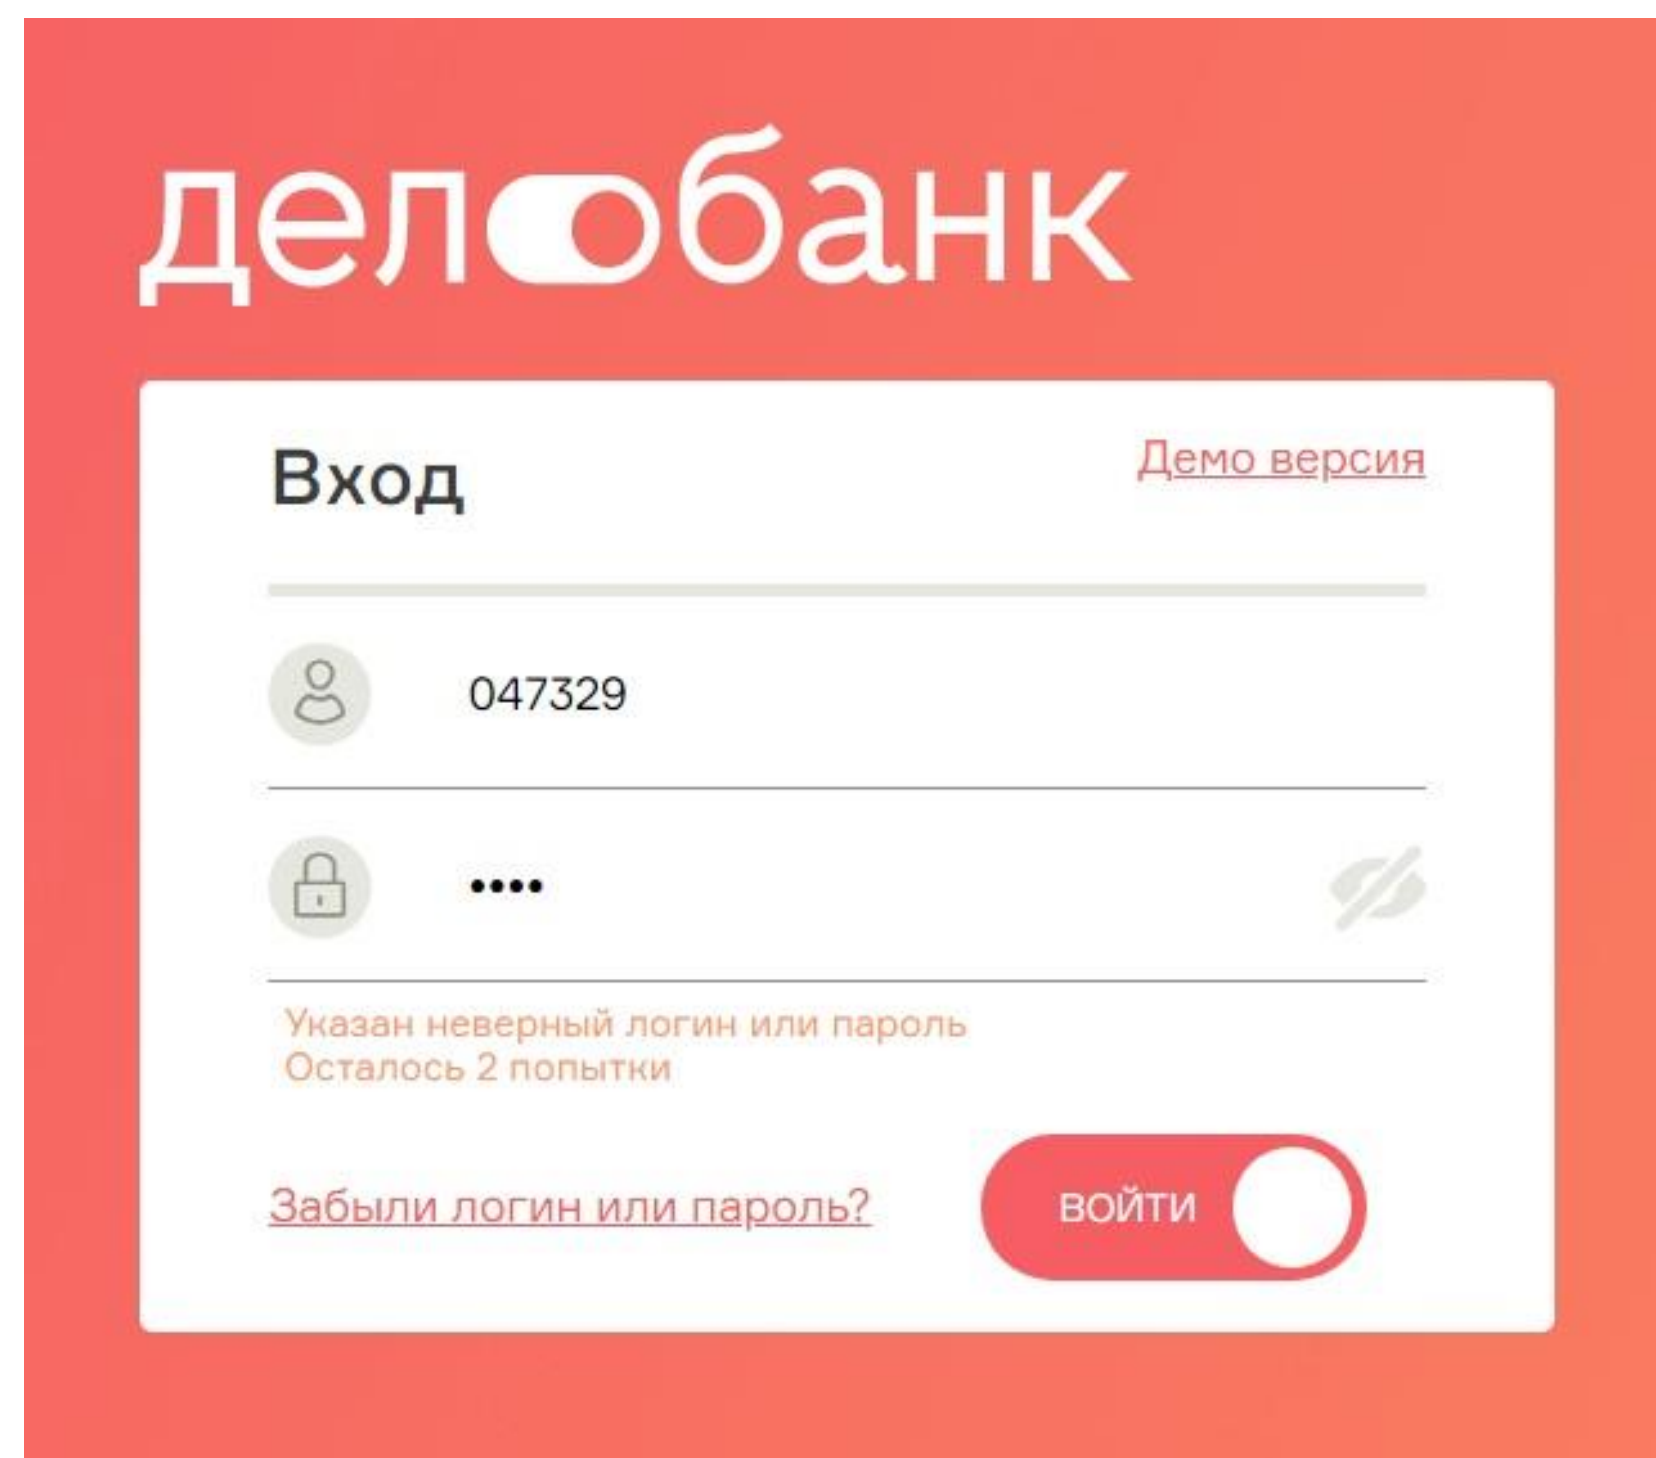 делобанк
Вход
Демо версия
047329
••••
Указан неверный логин или пароль
Осталось 2 попытки
Забыли логин или пароль?
ВОЙТИ